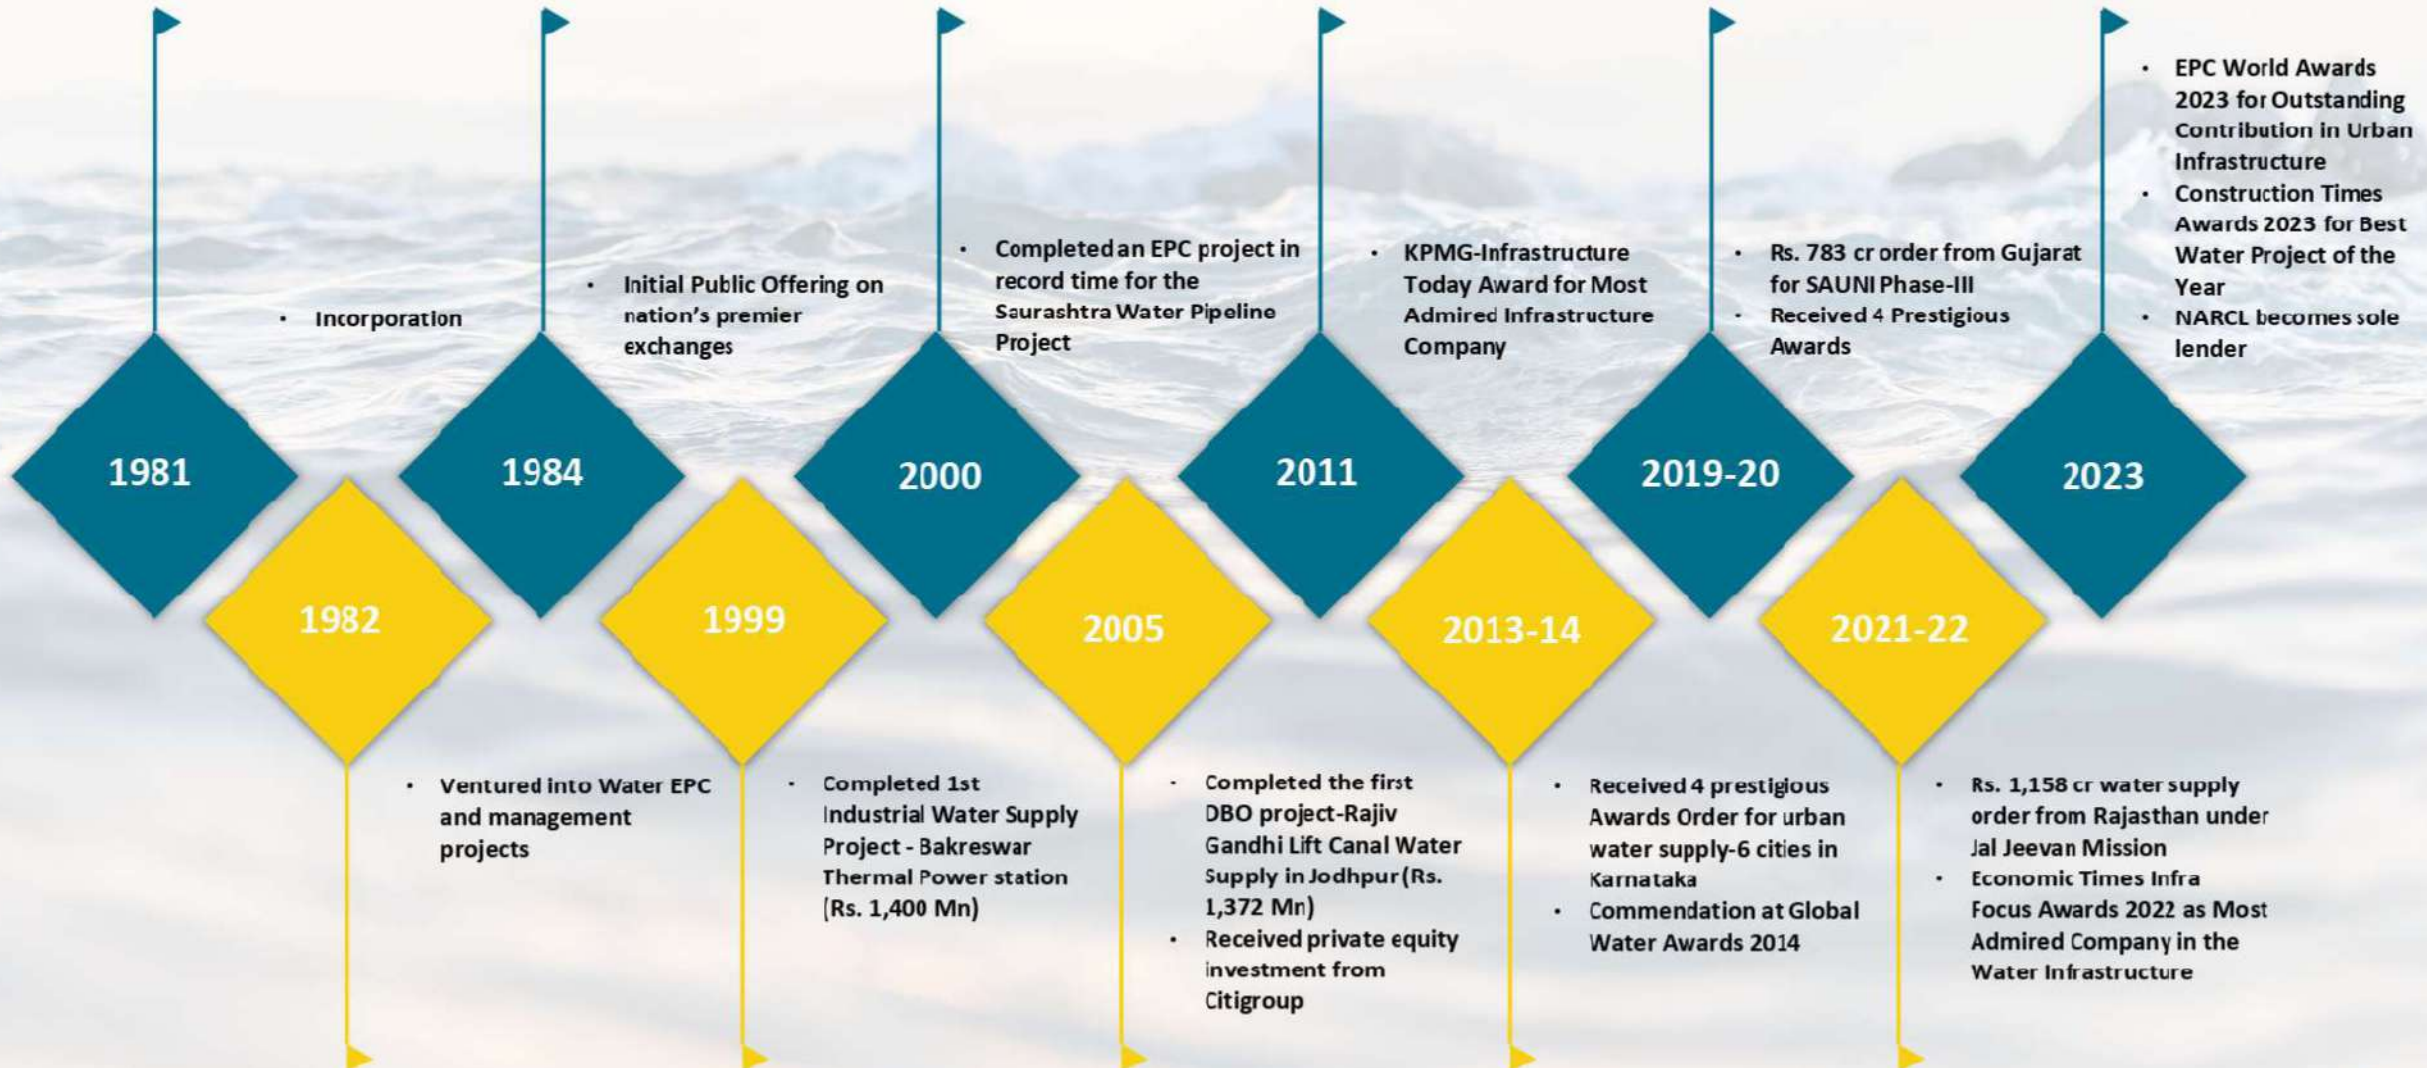 1981
• Incorporation
1982
• Ventured into Water EPC
and management
projects
1984
• Initial Public Offering on
nation's premier
exchanges
1999
• Completed 1st
Industrial Water Supply
Project - Bakreswar
Thermal Power station
(Rs. 1,400 Mn)
2000
• Completed an EPC project in
record time for the
Saurashtra Water Pipeline
Project
2005
• Completed the first
DBO project-Rajiv
Gandhi Lift Canal Water
Supply in Jodhpur (Rs.
1,372 Mn)
• Received private equity
investment from
Citigroup
2011
• KPMG-Infrastructure
Today Award for Most
Admired Infrastructure
Company
2013-14
• Received 4 prestigious
Awards Order for urban
water supply-6 cities in
Karnataka
• Commendation at Global
Water Awards 2014
2019-20
• Rs. 783 cr order from Gujarat
for SAUNI Phase-III
• Received 4 Prestigious
Awards
2021-22
• Rs. 1,158 cr water supply
order from Rajasthan under
Jal Jeevan Mission
• Economic Times Infra
Focus Awards 2022 as Most
Admired Company in the
Water Infrastructure
2023
• EPC World Awards
2023 for Outstanding
Contribution in Urban
Infrastructure
• Construction Times
Awards 2023 for Best
Water Project of the
Year
• NARCL becomes sole
lender